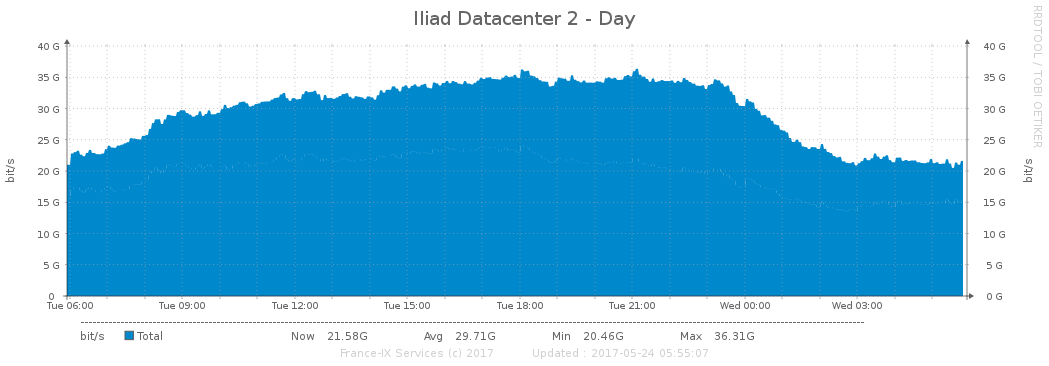 Iliad Datacenter 2 - Day
RRDTOOL / TOBI OETIKER
40 G 40 G
35 G 35 G
30 G 30 G
25 G 25 G
20 G 20 G
15 G 15 G
10 G 10 G
5 G 5 G
0 0 G
bit/s bit/s
Tue 06:00 Tue 09:00 Tue 12:00 Tue 15:00 Tue 18:00 Tue 21:00 Wed 00:00 Wed 03:00
bit/s Total Now 21.58G Avg 29.71G Min 20.46G Max 36.31G
France-IX Services (c) 2017 Updated : 2017-05-24 05:55:07